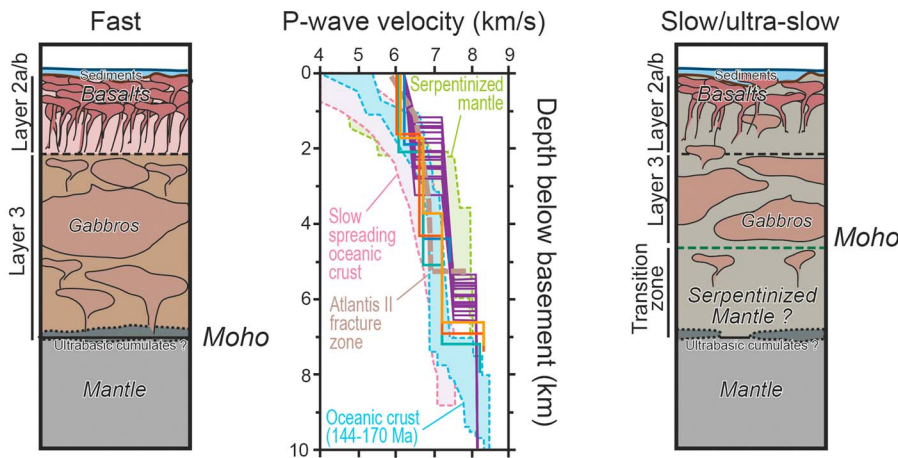 Fast
Layer 2a/b
Layer 3
Sediments
Basalts
Gabbros
Moho
Ultrabasic cumulates ?
Mantle
P-wave velocity (km/s)
4 5 6 7 8 9
0
2
4
6
8
10
Depth below basement (km)
Serpentinized
mantle
Slow
spreading
oceanic
crust
Atlantis II
fracture
zone
Oceanic crust
(144-170 Ma)
Slow/ultra-slow
Layer 2a/b
Layer 3
Transition
zone
Sediments
Basalts
Gabbros
Moho
Serpentinized
Mantle ?
Ultrabasic cumulates ?
Mantle